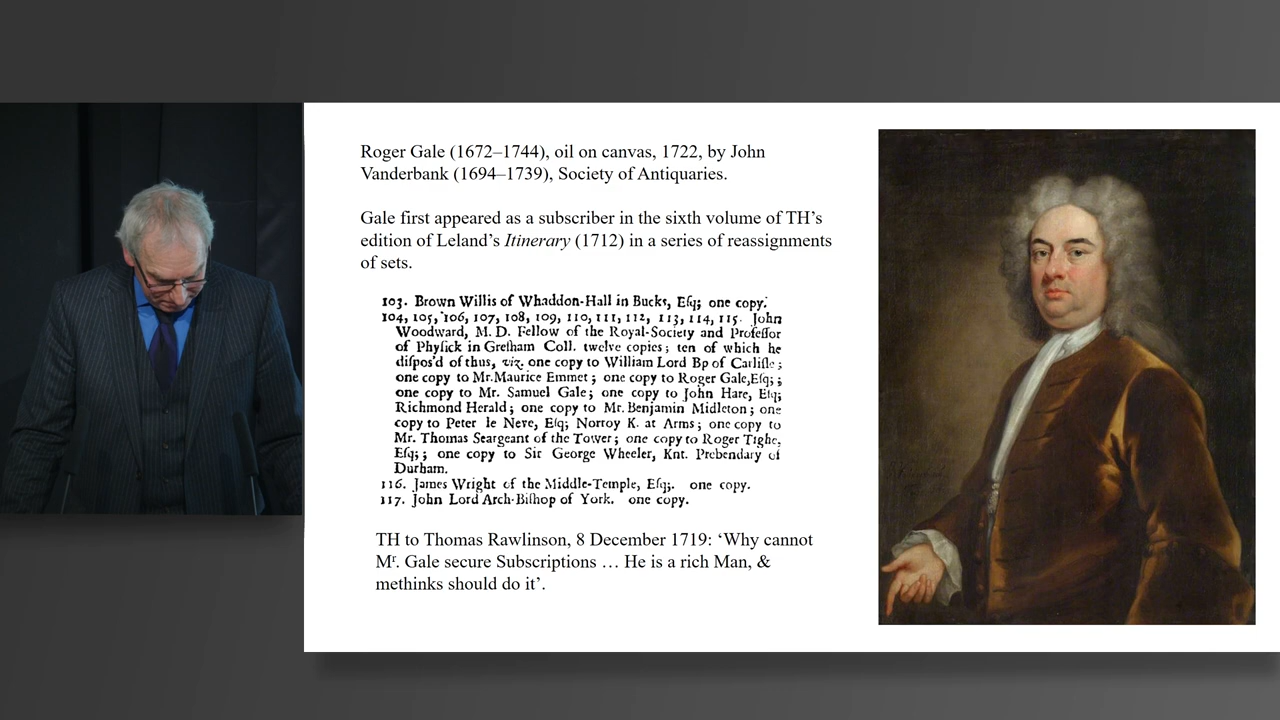 Roger Gale (1672–1744), oil on canvas, 1722, by John
Vanderbank (1694–1739), Society of Antiquaries.
Gale first appeared as a subscriber in the sixth volume of TH’s
edition of Leland’s Itinerary (1712) in a series of reassignments
of sets.
103. Brown Willis of Whaddon-Hall in Bucks, Eſq; one copy.
104, 105, 106, 107, 108, 109, 110, 111, 112, 113, 114, 115. John
Woodward, M. D. Fellow of the Royal-Society and Profeſſor
of Phyſick in Greſham Coll. twelve copies; ten of which he
diſpos'd of thus, viz. one copy to William Lord Bp of Carliſle;
one copy to Mr. Maurice Emmet; one copy to Roger Gale, Eſq;;
one copy to Mr. Samuel Gale; one copy to John Hare, Eſq;
Richmond Herald; one copy to Mr. Benjamin Midleton; one
copy to Peter le Neve, Eſq; Norroy K. at Arms; one copy to
Mr. Thomas Seargeant of the Tower; one copy to Roger Tighe,
Eſq;; one copy to Sir George Wheeler, Knt. Prebendary of
Durham.
116. James Wright of the Middle-Temple, Eſq;. one copy.
117. John Lord Arch-Biſhop of York. one copy.
TH to Thomas Rawlinson, 8 December 1719: ‘Why cannot
Mʳ. Gale secure Subscriptions … He is a rich Man, &
methinks should do it’.